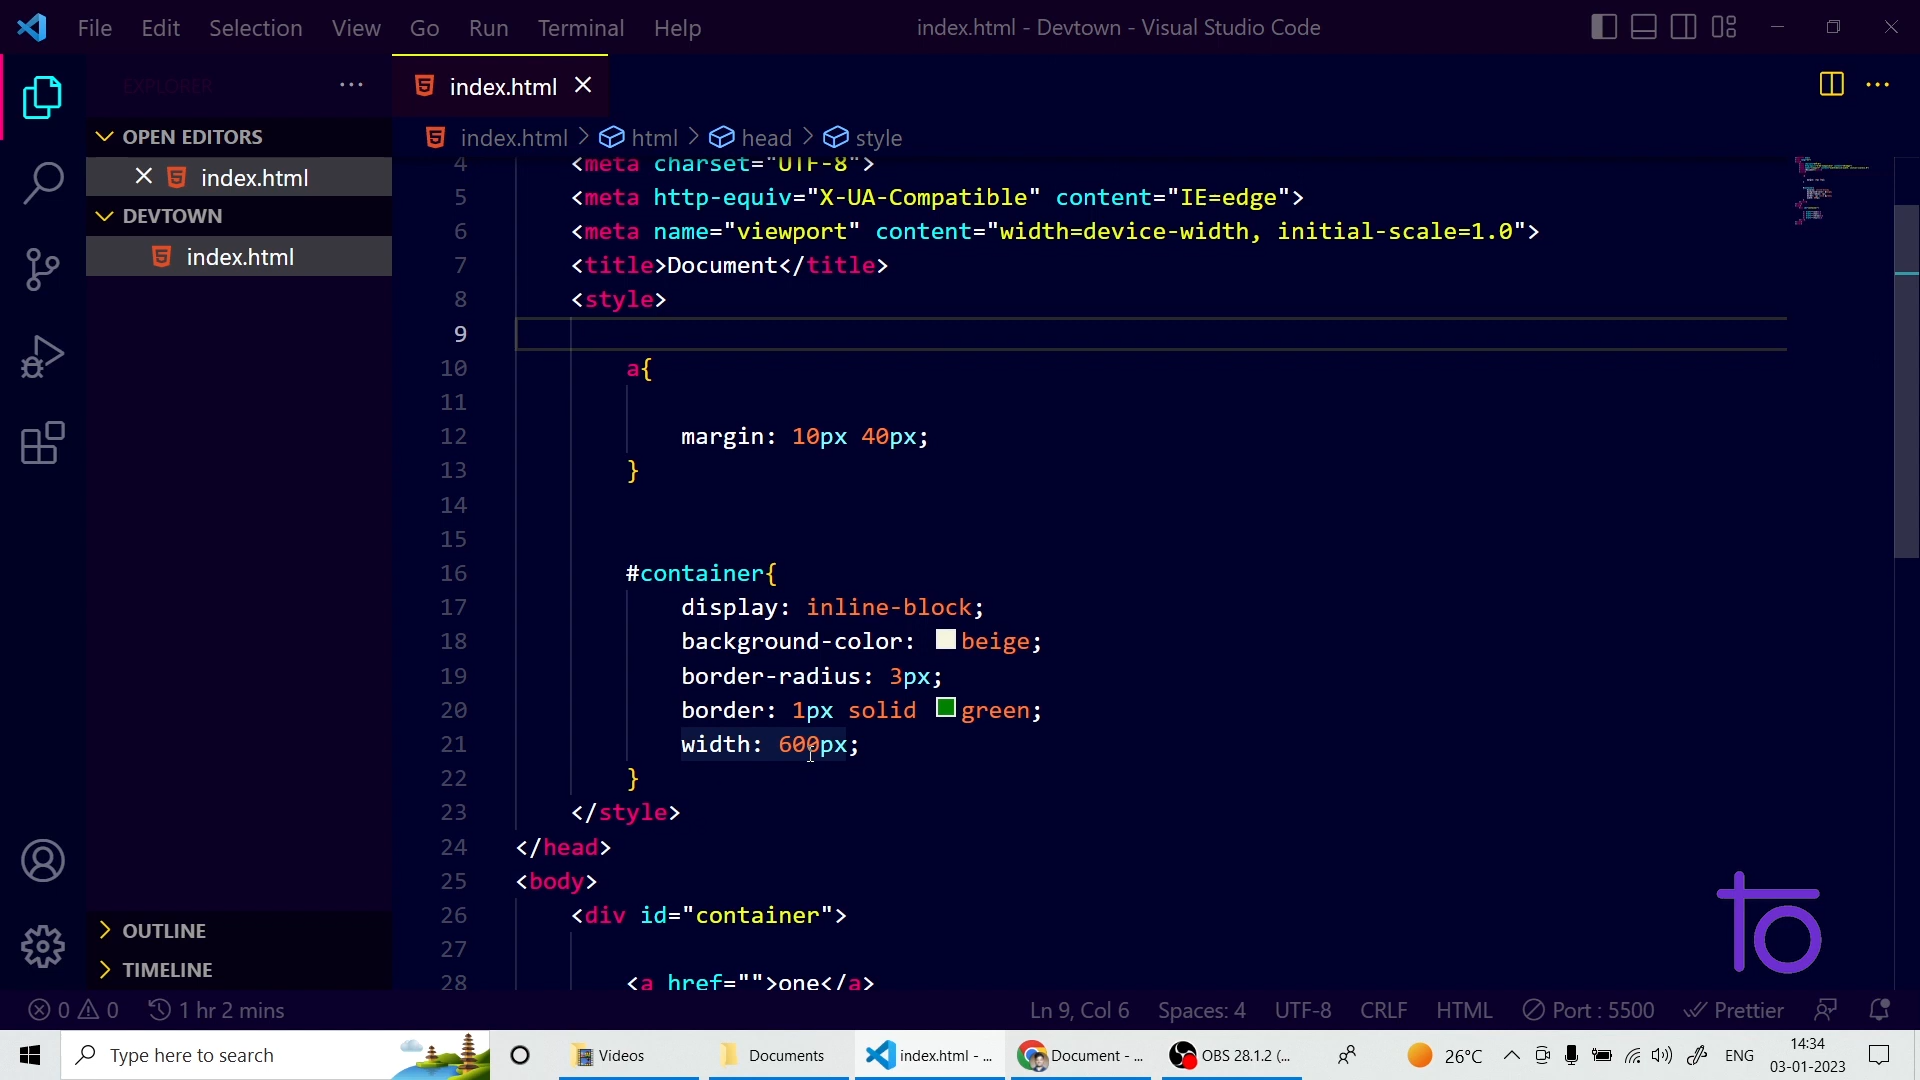 File Edit Selection View Go Run Terminal Help
index.html - Devtown - Visual Studio Code
EXPLORER
index.html
OPEN EDITORS
index.html
DEVTOWN
index.html
index.html > html > head > style
4 <meta charset="UTF-8">
5 <meta http-equiv="X-UA-Compatible" content="IE=edge">
6 <meta name="viewport" content="width=device-width, initial-scale=1.0">
7 <title>Document</title>
8 <style>
9
10 a{
11
12 margin: 10px 40px;
13 }
14
15
16 #container{
17 display: inline-block;
18 background-color: beige;
19 border-radius: 3px;
20 border: 1px solid green;
21 width: 600px;
22 }
23 </style>
24 </head>
25 <body>
26 <div id="container">
27
28 <a href="">one</a>
OUTLINE
TIMELINE
0 0 1 hr 2 mins
Ln 9, Col 6 Spaces: 4 UTF-8 CRLF HTML Port : 5500 Prettier
to
Type here to search
Videos
Documents
index.html - ...
Document - ...
OBS 28.1.2 (...
26°C
ENG
14:34
03-01-2023